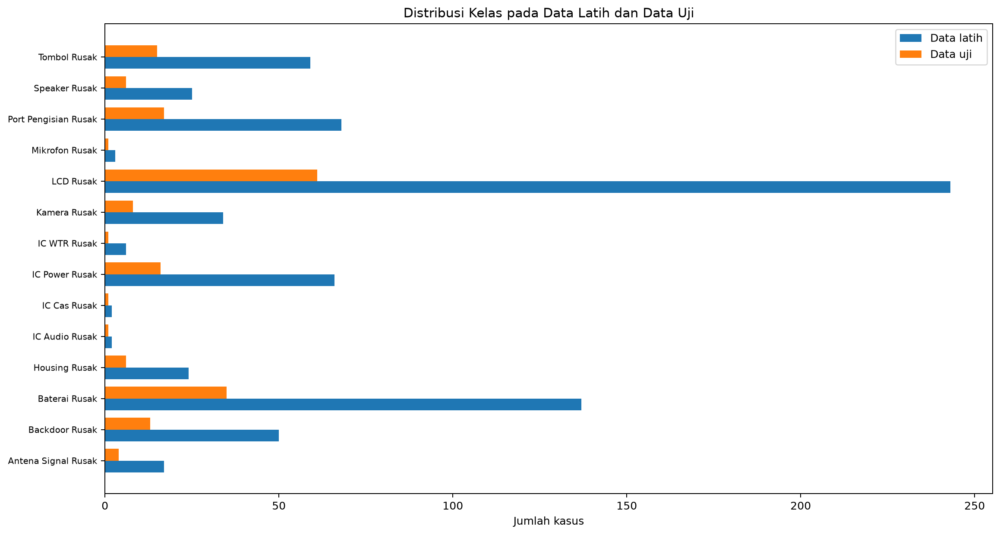 Distribusi Kelas pada Data Latih dan Data Uji
Data latih
Data uji
Tombol Rusak
Speaker Rusak
Port Pengisian Rusak
Mikrofon Rusak
LCD Rusak
Kamera Rusak
IC WTR Rusak
IC Power Rusak
IC Cas Rusak
IC Audio Rusak
Housing Rusak
Baterai Rusak
Backdoor Rusak
Antena Signal Rusak
0 50 100 150 200 250
Jumlah kasus